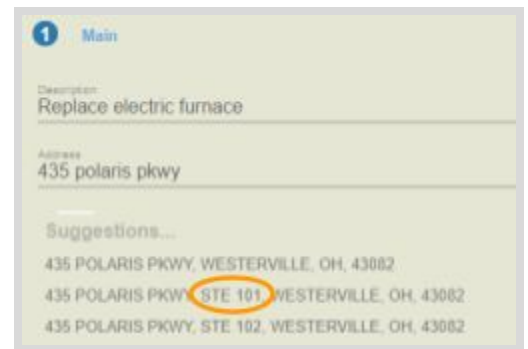 1 Main
Description
Replace electric furnace
Address
435 polaris pkwy
Suggestions...
435 POLARIS PKWY, WESTERVILLE, OH, 43082
435 POLARIS PKWY, STE 101, WESTERVILLE, OH, 43082
435 POLARIS PKWY, STE 102, WESTERVILLE, OH, 43082